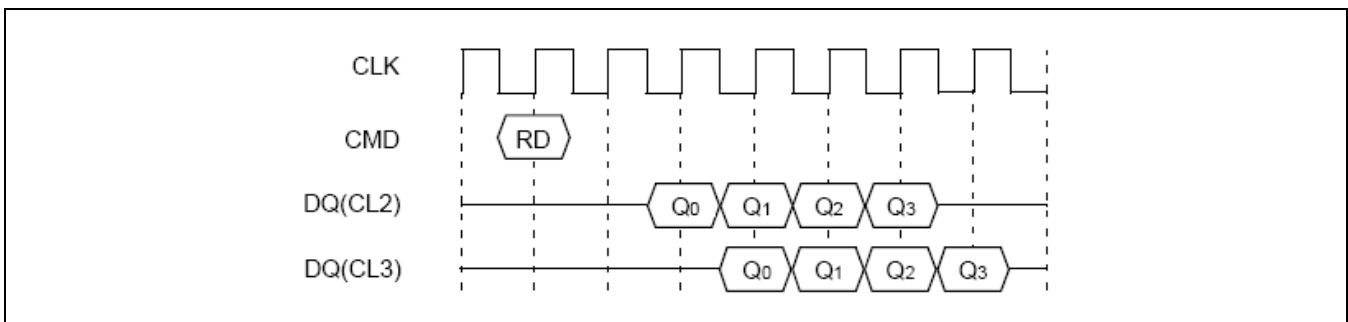 CLK
CMD RD
DQ(CL2) Q0 Q1 Q2 Q3
DQ(CL3) Q0 Q1 Q2 Q3